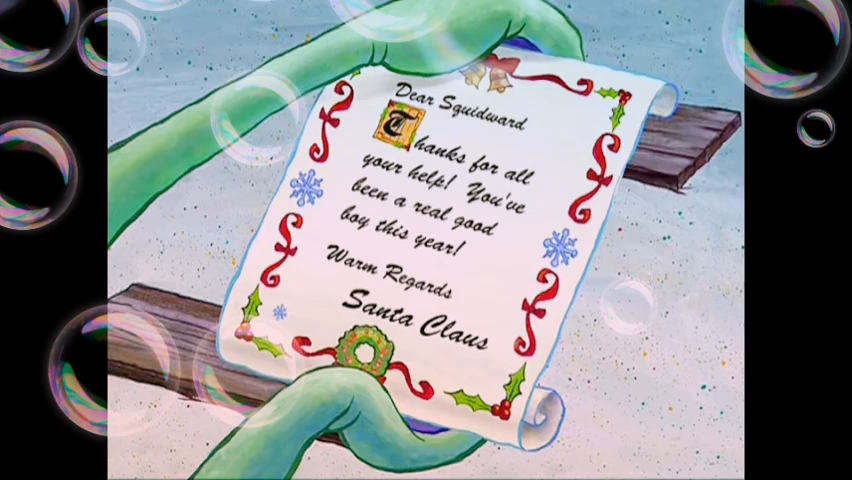 Dear Squidward
Thanks for all
your help! You've
been a real good
boy this year!
Warm Regards
Santa Claus